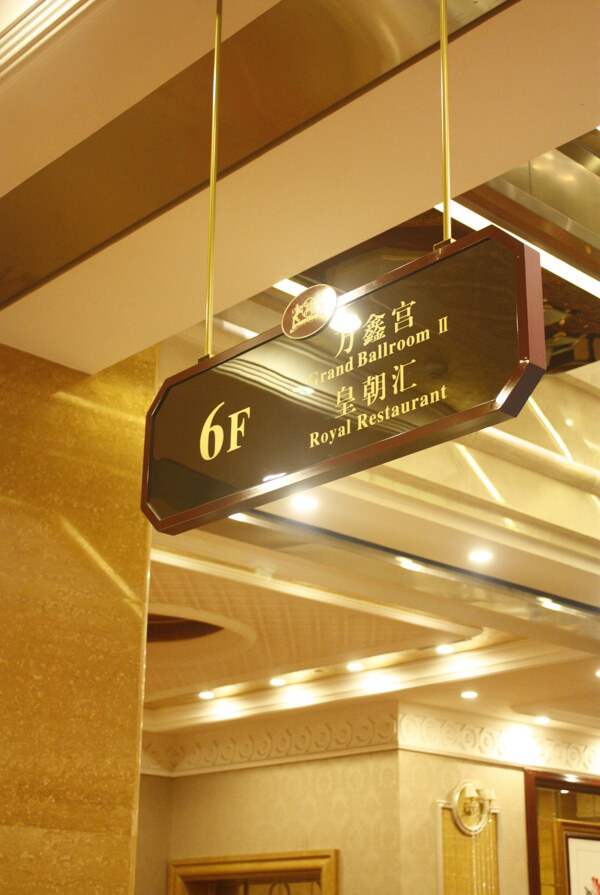 万鑫宫
Grand Ballroom II
皇朝汇
Royal Restaurant
6F